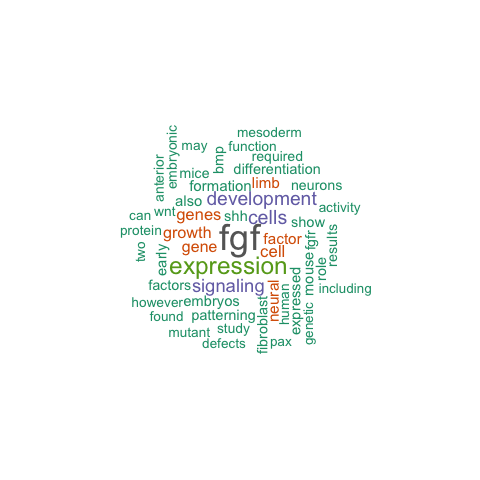 mesoderm
embryonic
may
bmp
function
required
anterior
mice
differentiation
formation
limb
neurons
also
development
can
wnt
genes
shh
cells
show
activity
protein
growth
fgf
factor
fgfr
results
two
early
gene
cell
expression
mouse
role
factors
signaling
neural
human
expressed
genetic
including
however
embryos
found
patterning
fibroblast
mutant
study
defects
pax